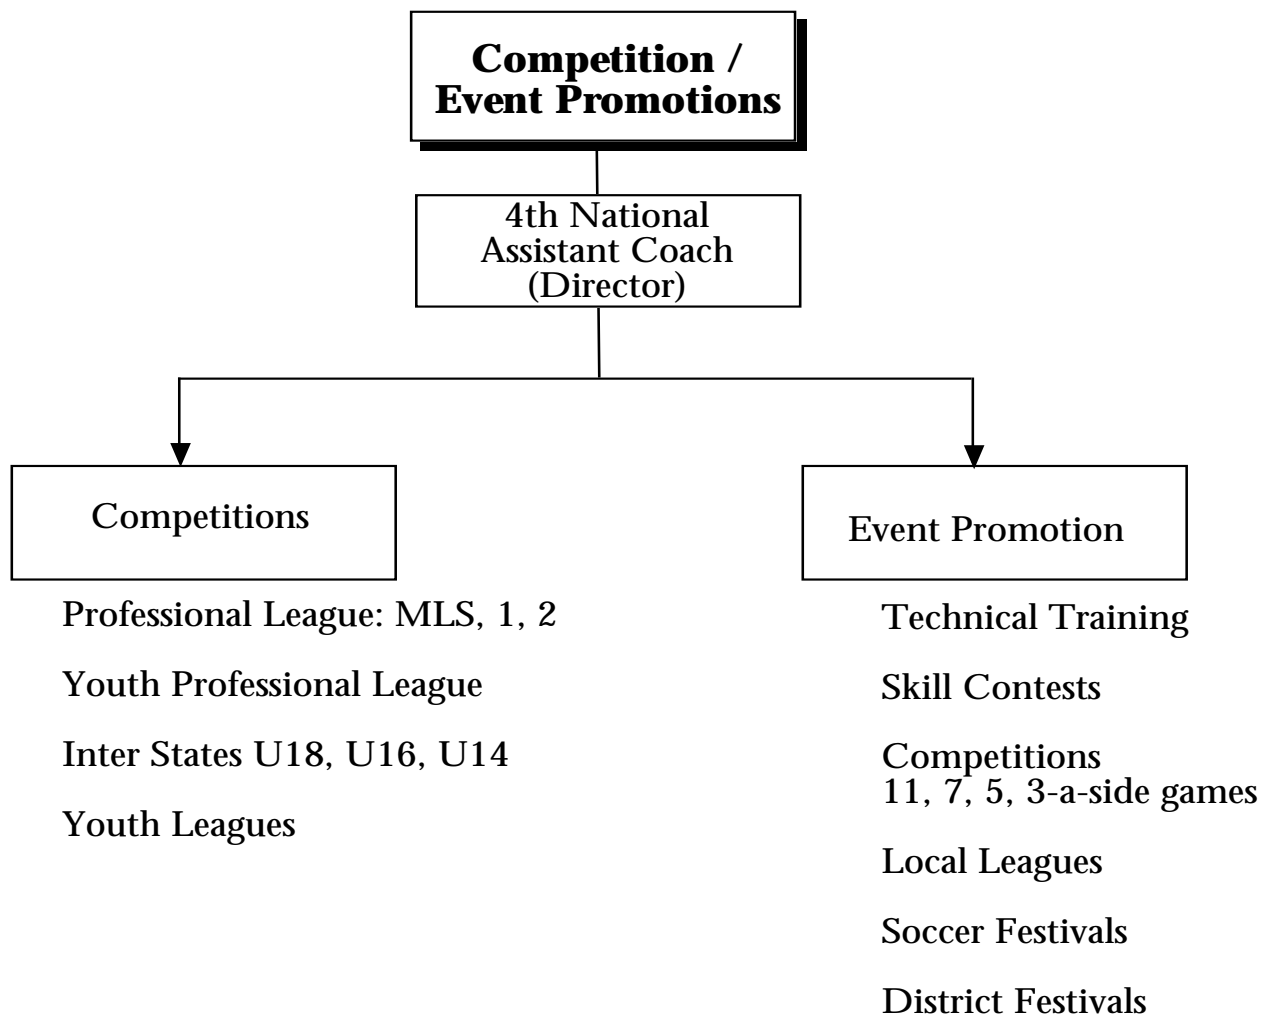 Competition /
Event Promotions
4th National
Assistant Coach
(Director)
Competitions
Professional League: MLS, 1, 2
Youth Professional League
Inter States U18, U16, U14
Youth Leagues
Event Promotion
Technical Training
Skill Contests
Competitions
11, 7, 5, 3-a-side games
Local Leagues
Soccer Festivals
District Festivals